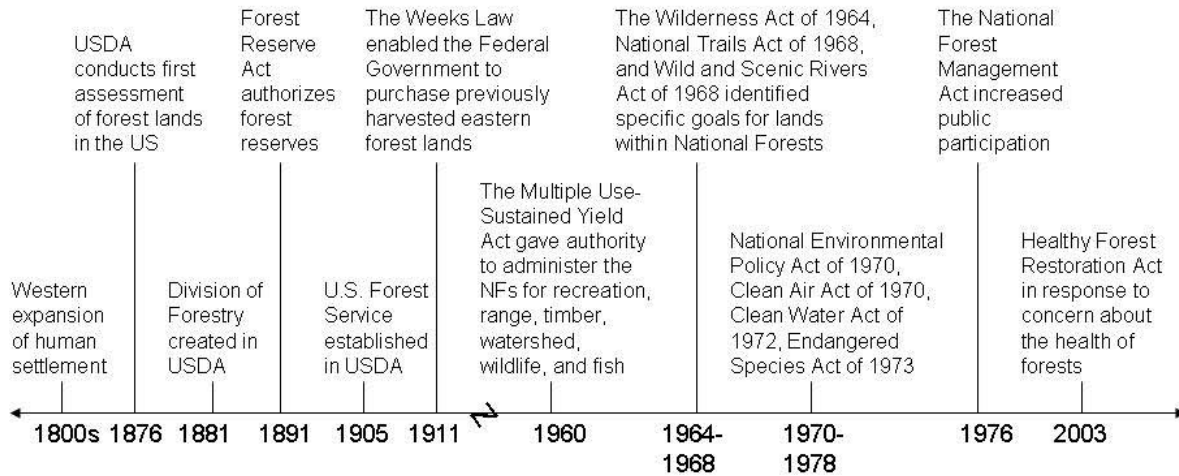 USDA
conducts first
assessment
of forest lands
in the US
Forest
Reserve
Act
authorizes
forest
reserves
The Weeks Law
enabled the Federal
Government to
purchase previously
harvested eastern
forest lands
The Wilderness Act of 1964,
National Trails Act of 1968,
and Wild and Scenic Rivers
Act of 1968 identified
specific goals for lands
within National Forests
The National
Forest
Management
Act increased
public
participation
Western
expansion
of human
settlement
Division of
Forestry
created in
USDA
U.S. Forest
Service
established
in USDA
The Multiple Use-
Sustained Yield
Act gave authority
to administer the
NFs for recreation,
range, timber,
watershed,
wildlife, and fish
National Environmental
Policy Act of 1970,
Clean Air Act of 1970,
Clean Water Act of
1972, Endangered
Species Act of 1973
Healthy Forest
Restoration Act
in response to
concern about
the health of
forests
1800s 1876 1881 1891 1905 1911 1960 1964- 1970- 1976 2003
1968 1978